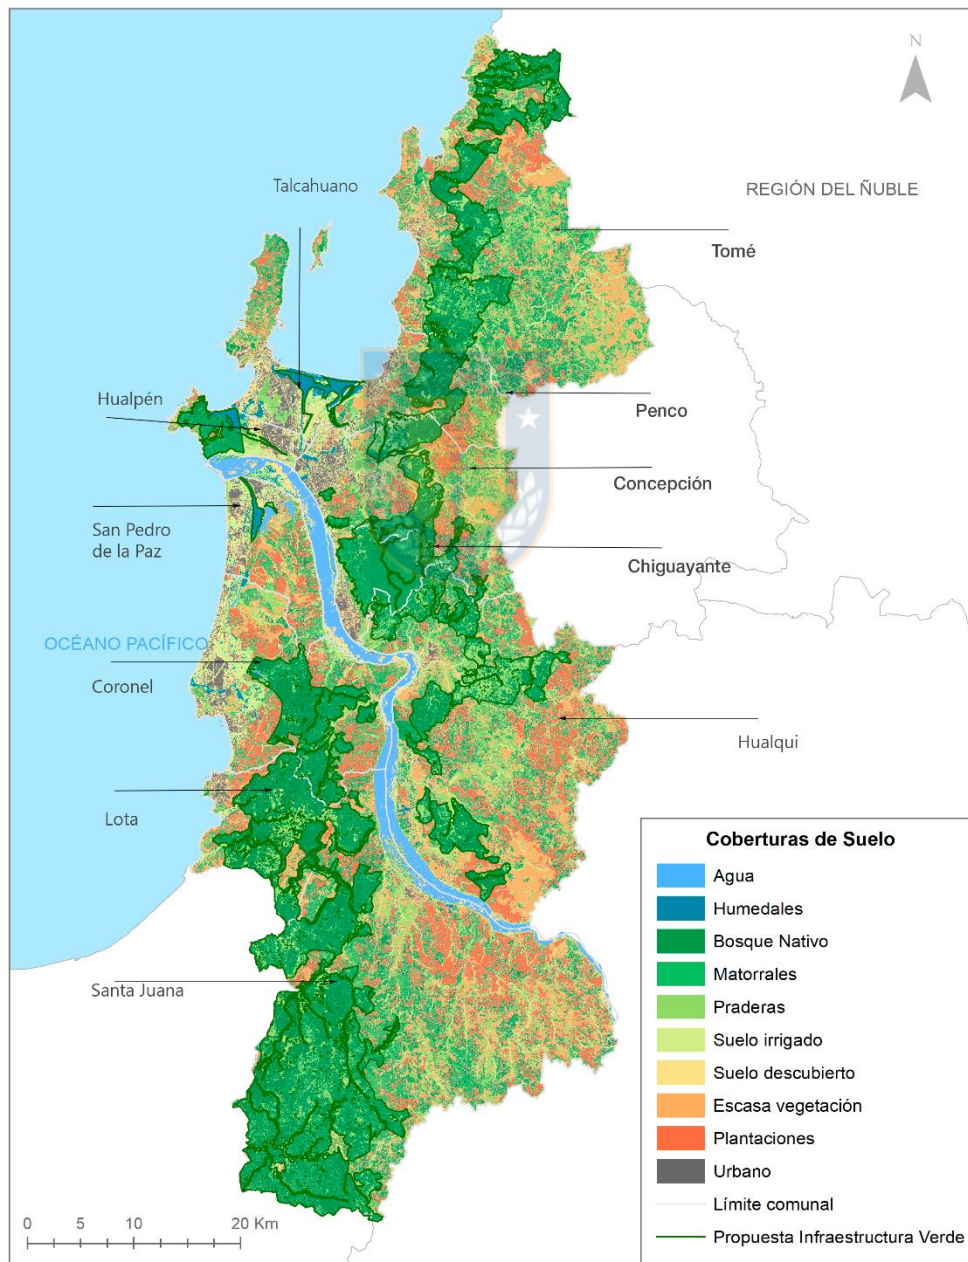 N
Talcahuano
REGIÓN DEL ÑUBLE
Tomé
Hualpén
Penco
Concepción
San Pedro
de la Paz
Chiguayante
OCÉANO PACÍFICO
Coronel
Hualqui
Lota
Santa Juana
Coberturas de Suelo
Agua
Humedales
Bosque Nativo
Matorrales
Praderas
Suelo irrigado
Suelo descubierto
Escasa vegetación
Plantaciones
Urbano
Límite comunal
Propuesta Infraestructura Verde
0 5 10 20 Km